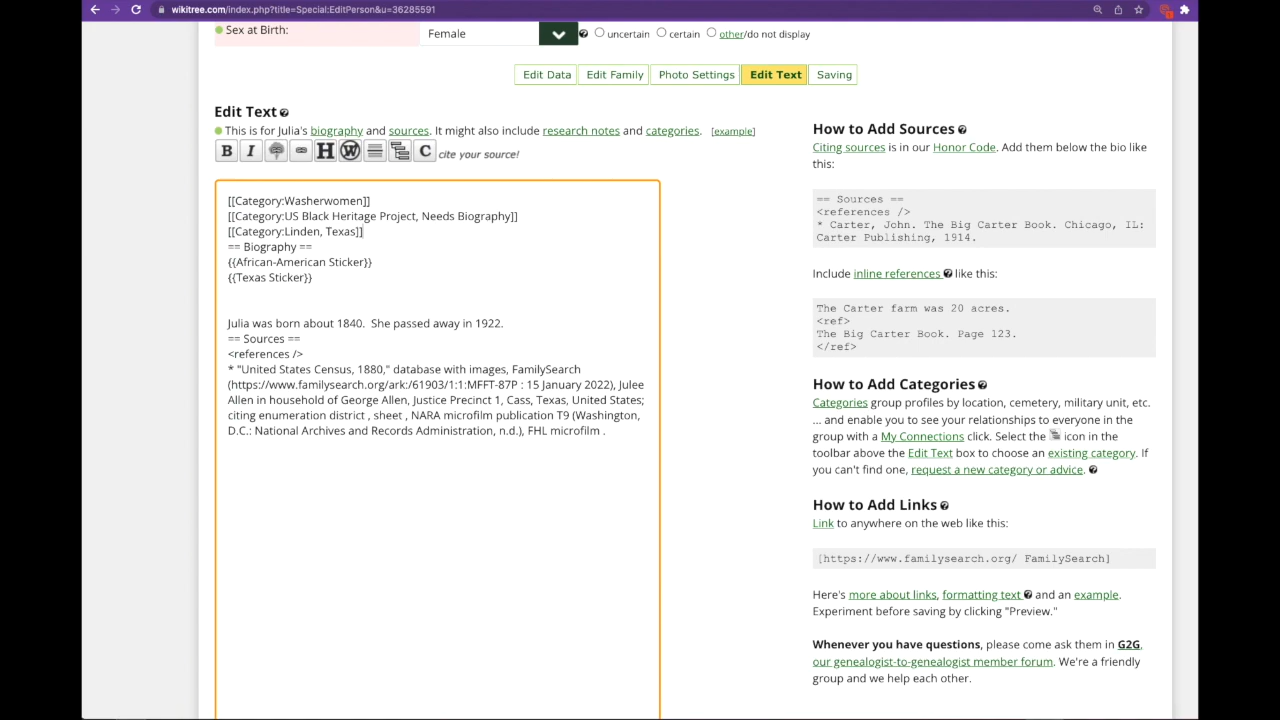 wikitree.com/index.php?title=Special:EditPerson&u=36285591
Sex at Birth:
Female
uncertain
certain
other/do not display
Edit Data
Edit Family
Photo Settings
Edit Text
Saving
Edit Text
This is for Julia's biography and sources. It might also include research notes and categories. [example]
B I H W C cite your source!
[[Category:Washerwomen]]
[[Category:US Black Heritage Project, Needs Biography]]
[[Category:Linden, Texas]]
== Biography ==
{{African-American Sticker}}
{{Texas Sticker}}
Julia was born about 1840. She passed away in 1922.
== Sources ==
<references />
* "United States Census, 1880," database with images, FamilySearch
(https://www.familysearch.org/ark:/61903/1:1:MFFT-87P : 15 January 2022), Julee
Allen in household of George Allen, Justice Precinct 1, Cass, Texas, United States;
citing enumeration district , sheet , NARA microfilm publication T9 (Washington,
D.C.: National Archives and Records Administration, n.d.), FHL microfilm .
How to Add Sources
Citing sources is in our Honor Code. Add them below the bio like
this:
== Sources ==
<references />
* Carter, John. The Big Carter Book. Chicago, IL:
Carter Publishing, 1914.
Include inline references like this:
The Carter farm was 20 acres.
<ref>
The Big Carter Book. Page 123.
</ref>
How to Add Categories
Categories group profiles by location, cemetery, military unit, etc.
... and enable you to see your relationships to everyone in the
group with a My Connections click. Select the icon in the
toolbar above the Edit Text box to choose an existing category. If
you can't find one, request a new category or advice.
How to Add Links
Link to anywhere on the web like this:
[https://www.familysearch.org/ FamilySearch]
Here's more about links, formatting text and an example.
Experiment before saving by clicking "Preview."
Whenever you have questions, please come ask them in G2G,
our genealogist-to-genealogist member forum. We're a friendly
group and we help each other.